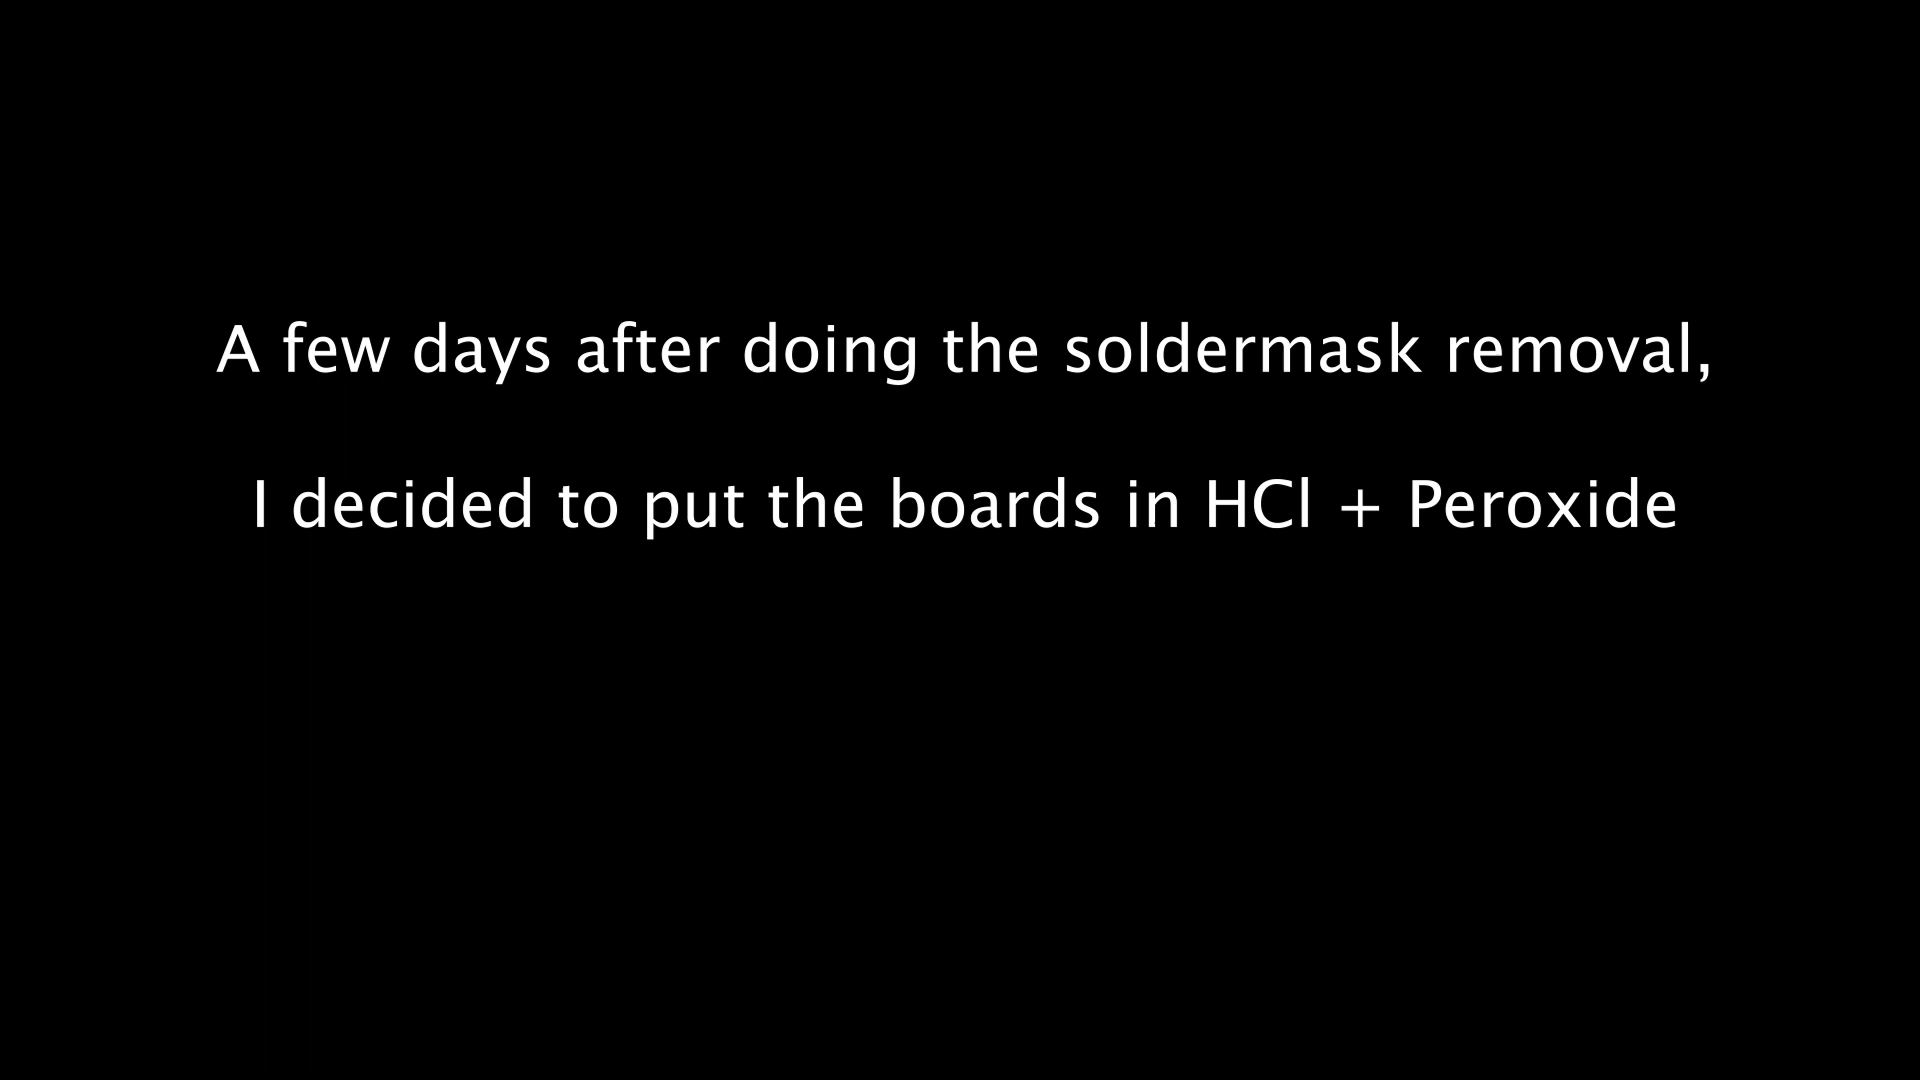 A few days after doing the soldermask removal,
I decided to put the boards in HCl + Peroxide